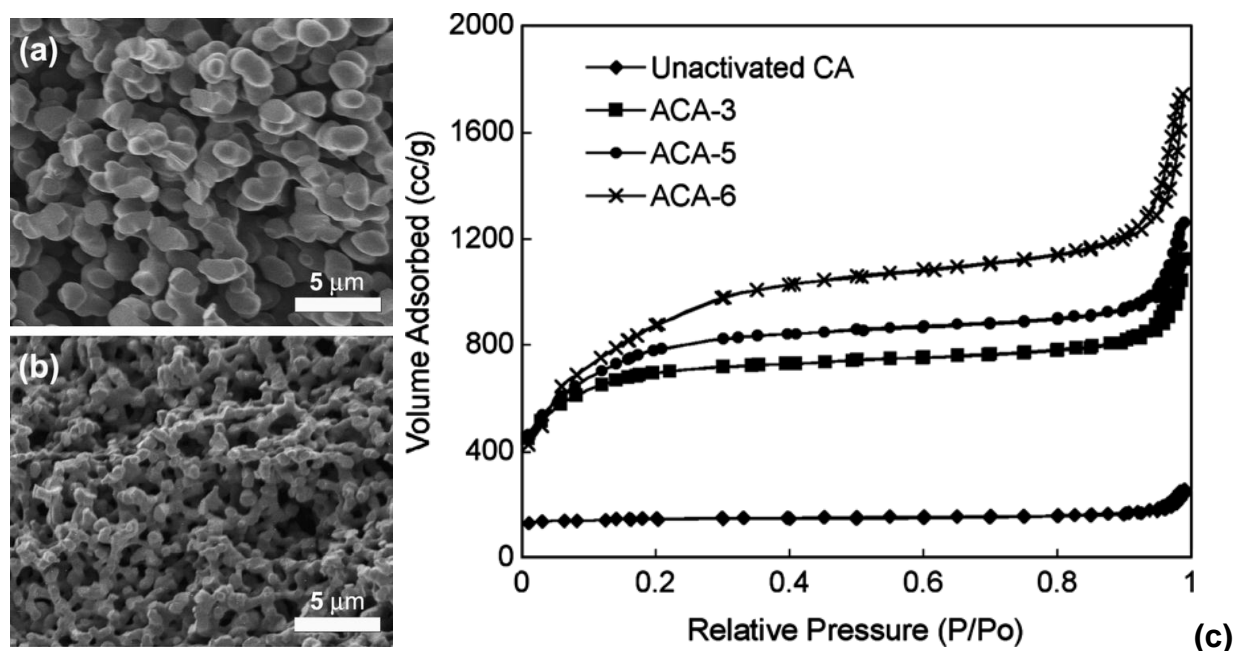 (a)
5 µm
(b)
5 µm
Volume Adsorbed (cc/g)
2000
1600
1200
800
400
0
Unactivated CA
ACA-3
ACA-5
ACA-6
0 0.2 0.4 0.6 0.8 1
Relative Pressure (P/Po)
(c)